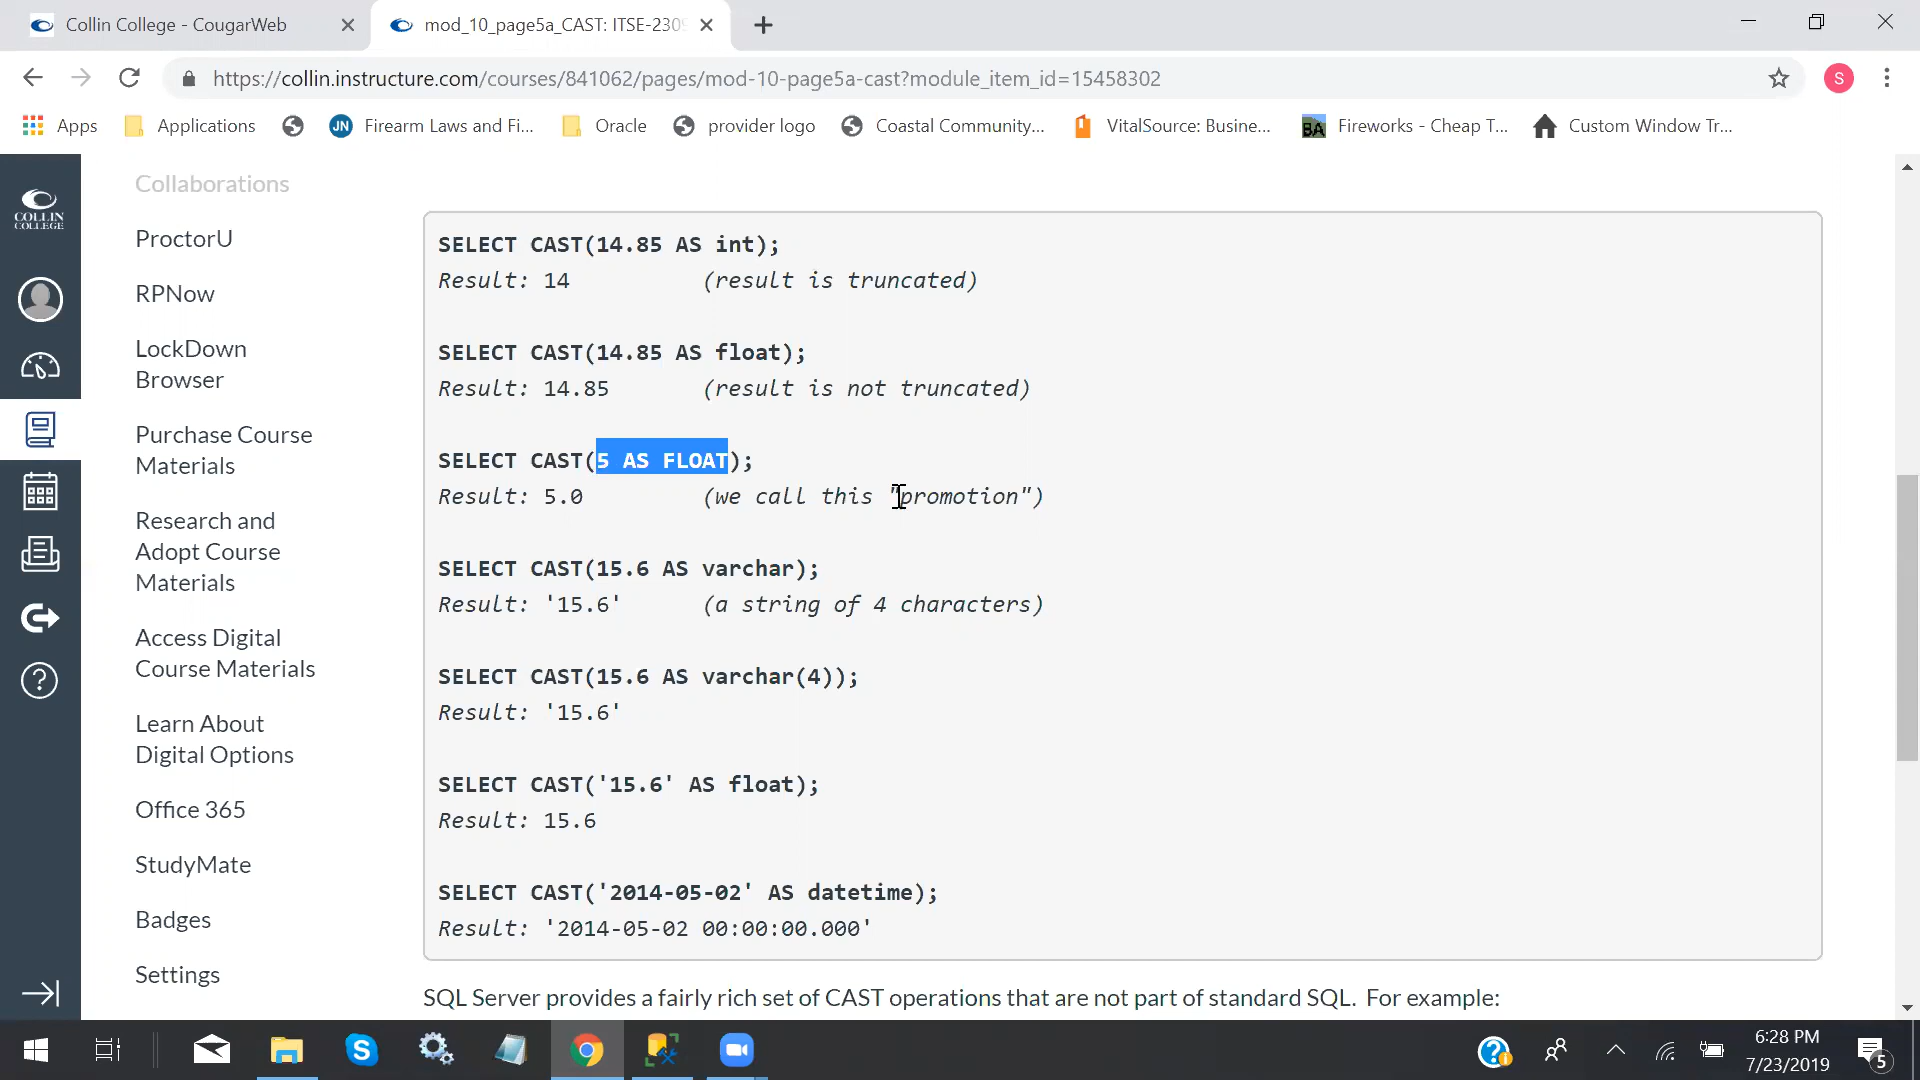 Collin College - CougarWeb
mod_10_page5a_CAST: ITSE-2309
https://collin.instructure.com/courses/841062/pages/mod-10-page5a-cast?module_item_id=15458302
S
Apps
Applications
JN
Firearm Laws and Fi...
Oracle
provider logo
Coastal Community...
VitalSource: Busine...
BA
Fireworks - Cheap T...
Custom Window Tr...
COLLIN
COLLEGE
Collaborations
ProctorU
RPNow
LockDown
Browser
Purchase Course
Materials
Research and
Adopt Course
Materials
Access Digital
Course Materials
Learn About
Digital Options
Office 365
StudyMate
Badges
Settings
SELECT CAST(14.85 AS int);
Result: 14 (result is truncated)
SELECT CAST(14.85 AS float);
Result: 14.85 (result is not truncated)
SELECT CAST(5 AS FLOAT);
Result: 5.0 (we call this "promotion")
SELECT CAST(15.6 AS varchar);
Result: '15.6' (a string of 4 characters)
SELECT CAST(15.6 AS varchar(4));
Result: '15.6'
SELECT CAST('15.6' AS float);
Result: 15.6
SELECT CAST('2014-05-02' AS datetime);
Result: '2014-05-02 00:00:00.000'
SQL Server provides a fairly rich set of CAST operations that are not part of standard SQL. For example:
6:28 PM
7/23/2019
5